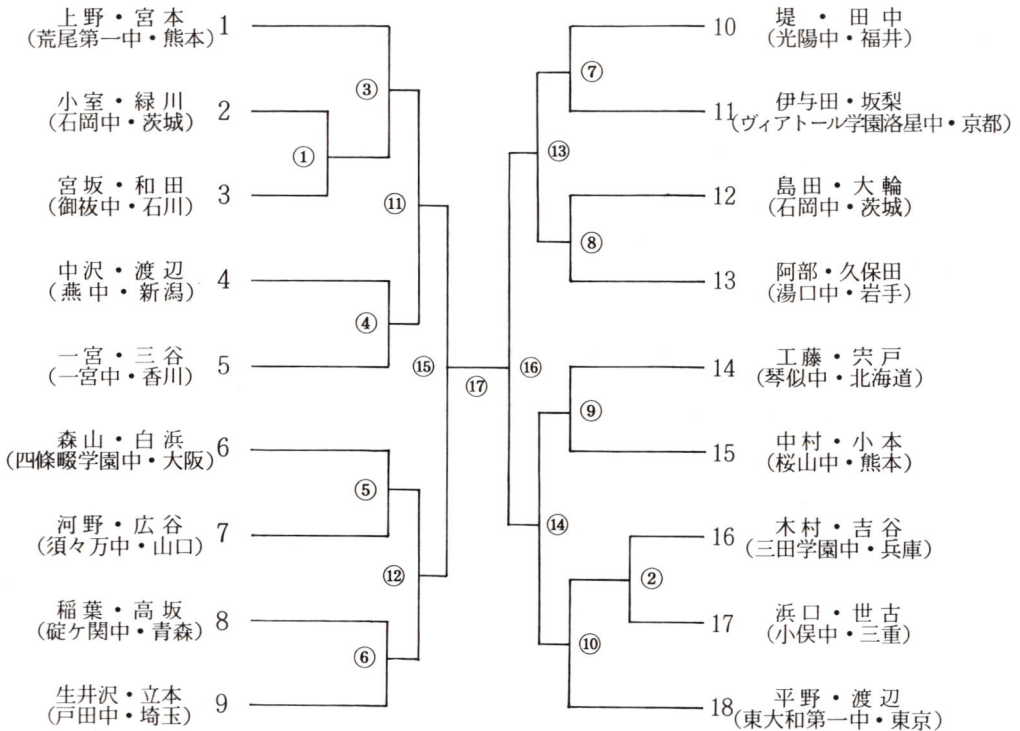 上野・宮本 1
(荒尾第一中・熊本)
小室・緑川 2
(石岡中・茨城)
宮坂・和田 3
(御祓中・石川)
中沢・渡辺 4
(燕中・新潟)
一宮・三谷 5
(一宮中・香川)
森山・白浜 6
(四條畷学園中・大阪)
河野・広谷 7
(須々万中・山口)
稲葉・高坂 8
(碇ケ関中・青森)
生井沢・立本 9
(戸田中・埼玉)
①
③
⑪
④
⑮
⑤
⑫
⑥
⑰
⑯
⑦
⑬
⑧
⑨
⑭
②
⑩
10 堤・田中
(光陽中・福井)
11 伊与田・坂梨
(ヴィアトール学園洛星中・京都)
12 島田・大輪
(石岡中・茨城)
13 阿部・久保田
(湯口中・岩手)
14 工藤・宍戸
(琴似中・北海道)
15 中村・小本
(桜山中・熊本)
16 木村・吉谷
(三田学園中・兵庫)
17 浜口・世古
(小俣中・三重)
18 平野・渡辺
(東大和第一中・東京)